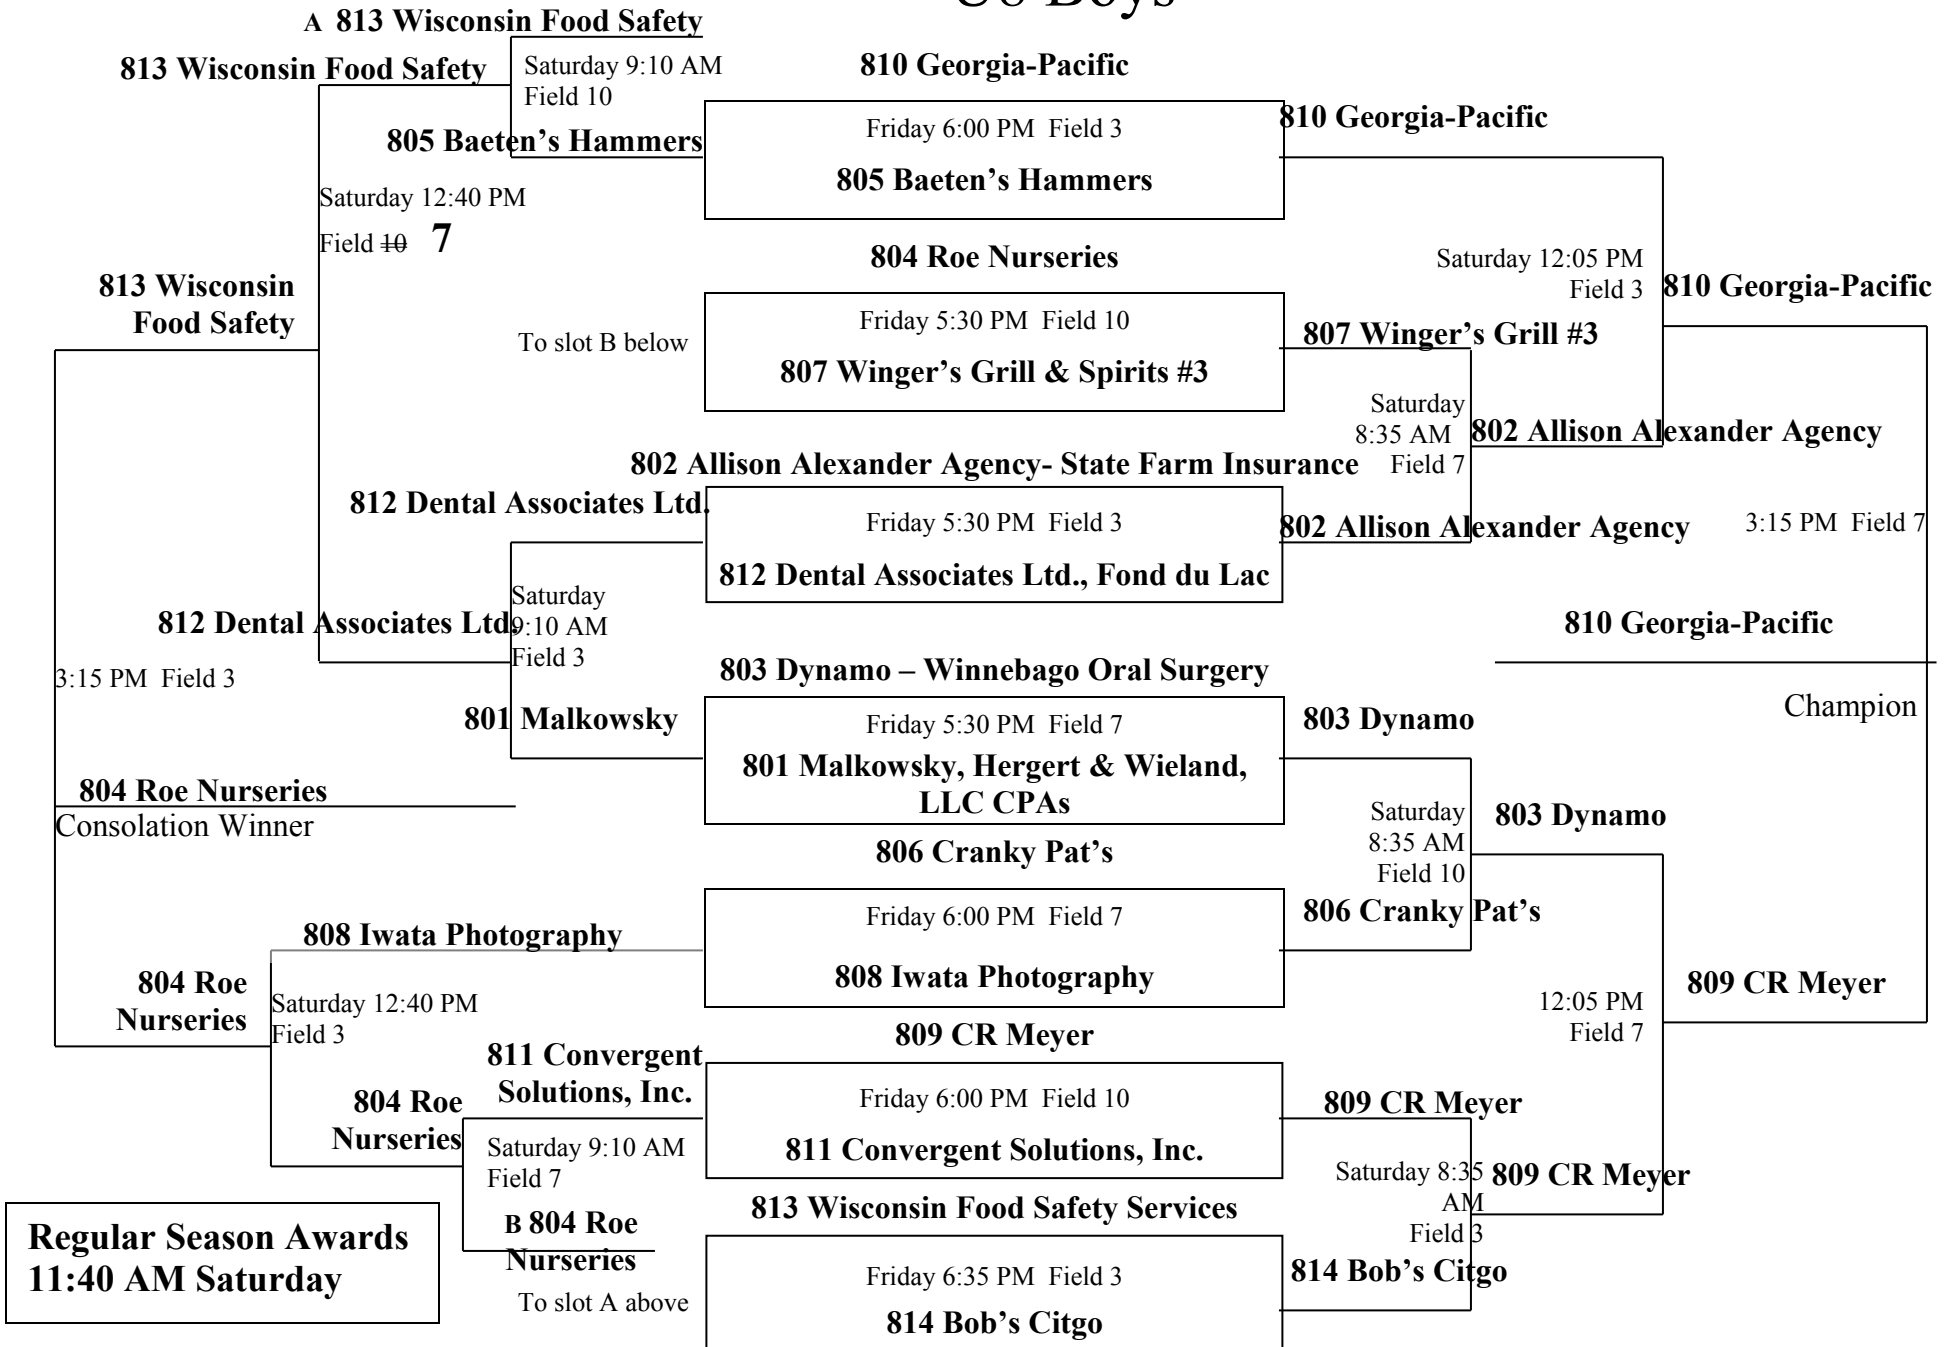 U8 Boys
A 813 Wisconsin Food Safety
813 Wisconsin Food Safety
Saturday 9:10 AM
Field 10
805 Baeten’s Hammers
Saturday 12:40 PM
Field 10 7
813 Wisconsin
Food Safety
To slot B below
812 Dental Associates Ltd.
Saturday
9:10 AM
Field 3
812 Dental Associates Ltd.
3:15 PM Field 3
801 Malkowsky
804 Roe Nurseries
Consolation Winner
808 Iwata Photography
804 Roe
Nurseries
Saturday 12:40 PM
Field 3
811 Convergent
Solutions, Inc.
804 Roe
Nurseries
Saturday 9:10 AM
Field 7
B 804 Roe
Nurseries
To slot A above
Regular Season Awards
11:40 AM Saturday
810 Georgia-Pacific
Friday 6:00 PM Field 3
805 Baeten’s Hammers
804 Roe Nurseries
Friday 5:30 PM Field 10
807 Winger’s Grill & Spirits #3
802 Allison Alexander Agency- State Farm Insurance
Friday 5:30 PM Field 3
812 Dental Associates Ltd., Fond du Lac
803 Dynamo – Winnebago Oral Surgery
Friday 5:30 PM Field 7
801 Malkowsky, Hergert & Wieland,
LLC CPAs
806 Cranky Pat’s
Friday 6:00 PM Field 7
808 Iwata Photography
809 CR Meyer
Friday 6:00 PM Field 10
811 Convergent Solutions, Inc.
813 Wisconsin Food Safety Services
Friday 6:35 PM Field 3
814 Bob’s Citgo
810 Georgia-Pacific
Saturday 12:05 PM
Field 3
810 Georgia-Pacific
807 Winger’s Grill #3
Saturday
8:35 AM
Field 7
802 Allison Alexander Agency
802 Allison Alexander Agency
3:15 PM Field 7
810 Georgia-Pacific
Champion
803 Dynamo
Saturday
8:35 AM
Field 10
803 Dynamo
806 Cranky Pat’s
12:05 PM
Field 7
809 CR Meyer
809 CR Meyer
Saturday 8:35
AM
Field 3
809 CR Meyer
814 Bob’s Citgo